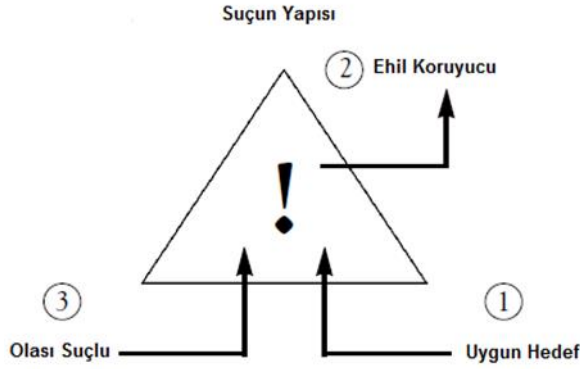 Suçun Yapısı
2 Ehil Koruyucu
!
3
1
Olası Suçlu
Uygun Hedef